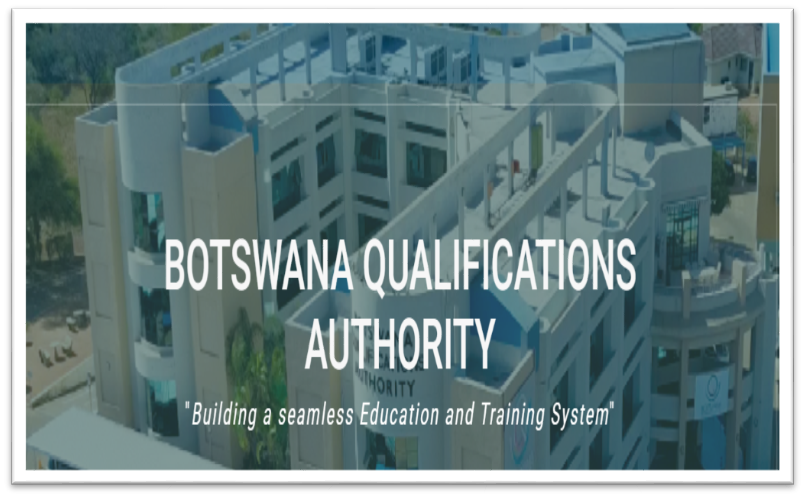 BOTSWANA QUALIFICATIONS
AUTHORITY
"Building a seamless Education and Training System"